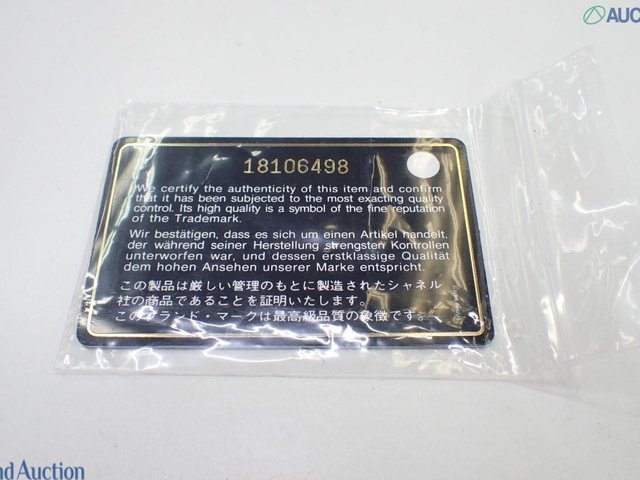 AUC
18106498
We certify the authenticity of this item and confirm
that it has been subjected to the most exacting quality
control. Its high quality is a symbol of the fine reputation
of the Trademark.
Wir bestätigen, dass es sich um einen Artikel handelt,
der während seiner Herstellung strengsten Kontrollen
unterworfen war, und dessen erstklassige Qualität
dem hohen Ansehen unserer Marke entspricht.
この製品は厳しい管理のもとに製造されたシャネル
社の商品であることを証明いたします。
このグランド・マークは最高級品質の象徴です。
nd Auction